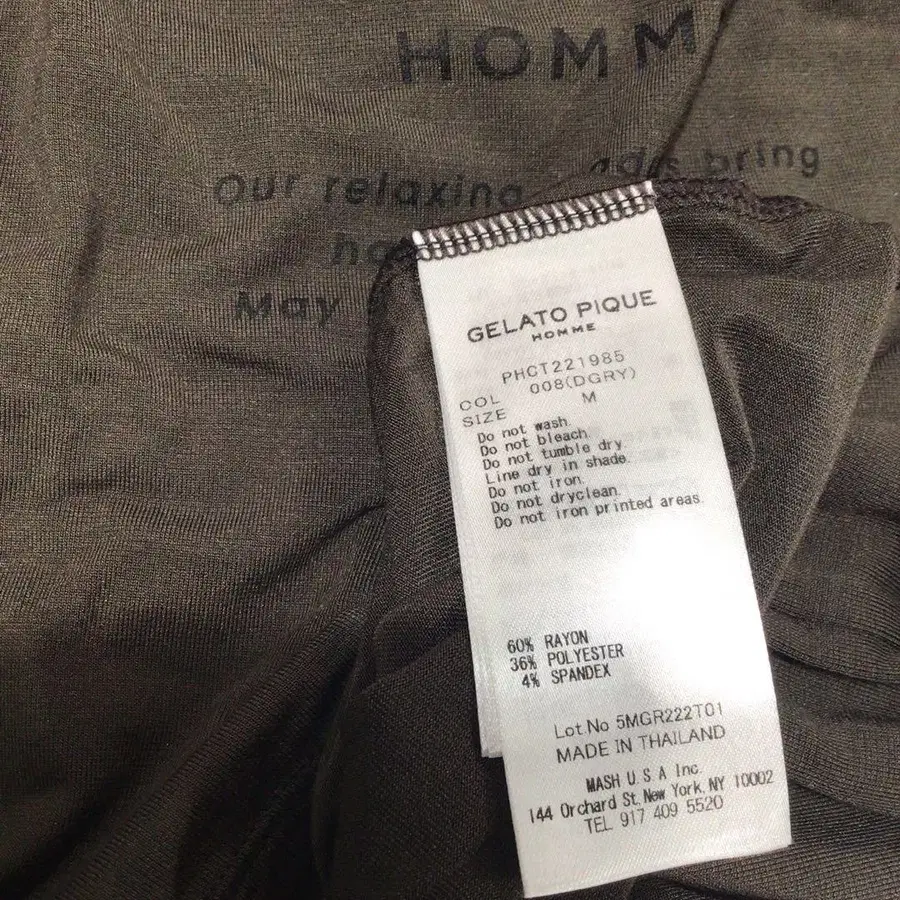 HOMM
Our relaxing bring
May
GELATO PIQUE
HOMME
PHCT221985
COL 008(DGRY)
SIZE M
Do not wash.
Do not bleach.
Do not tumble dry.
Line dry in shade.
Do not iron.
Do not dryclean.
Do not iron printed areas.
60% RAYON
36% POLYESTER
4% SPANDEX
Lot.No 5MGR222T01
MADE IN THAILAND
MASH U.S.A Inc.
144 Orchard St, New York, NY 10002
TEL 917 409 5520